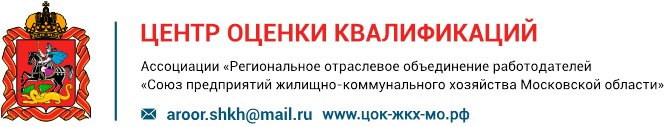 ЦЕНТР ОЦЕНКИ КВАЛИФИКАЦИЙ
Ассоциации «Региональное отраслевое объединение работодателей
«Союз предприятий жилищно-коммунального хозяйства Московской области»
aroor.shkh@mail.ru www.цок-жкх-мо.рф